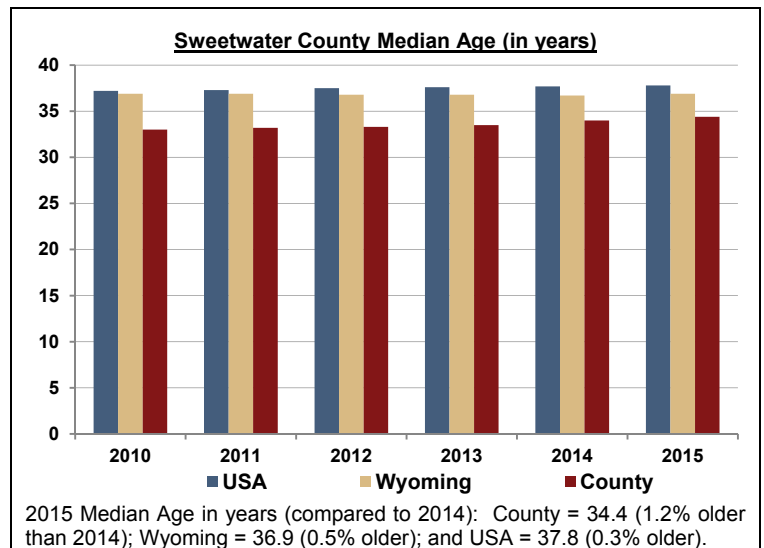 Sweetwater County Median Age (in years)
40
35
30
25
20
15
10
5
0
2010 2011 2012 2013 2014 2015
USA Wyoming County
2015 Median Age in years (compared to 2014): County = 34.4 (1.2% older
than 2014); Wyoming = 36.9 (0.5% older); and USA = 37.8 (0.3% older).